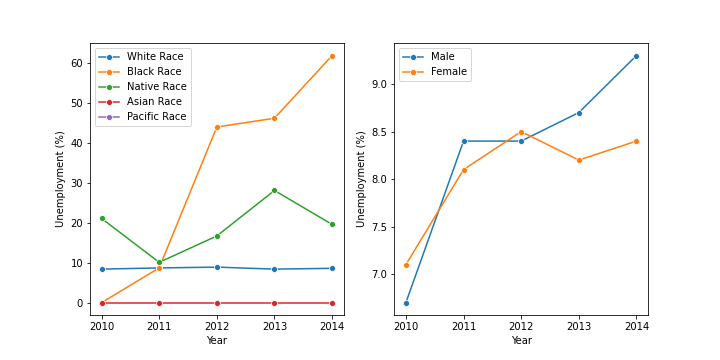 White Race
Black Race
Native Race
Asian Race
Pacific Race
60
50
40
30
20
10
0
Unemployment (%)
2010 2011 2012 2013 2014
Year
Male
Female
9.0
8.5
8.0
7.5
7.0
Unemployment (%)
2010 2011 2012 2013 2014
Year